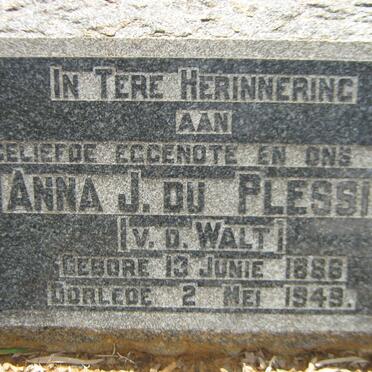 IN TERE HERINNERING
AAN
GELIEFDE EGGENOTE EN ONS
ANNA J. DU PLESSI
(V. D. WALT)
GEBORE 13 JUNIE 1886
OORLEDE 2 MEI 1949.